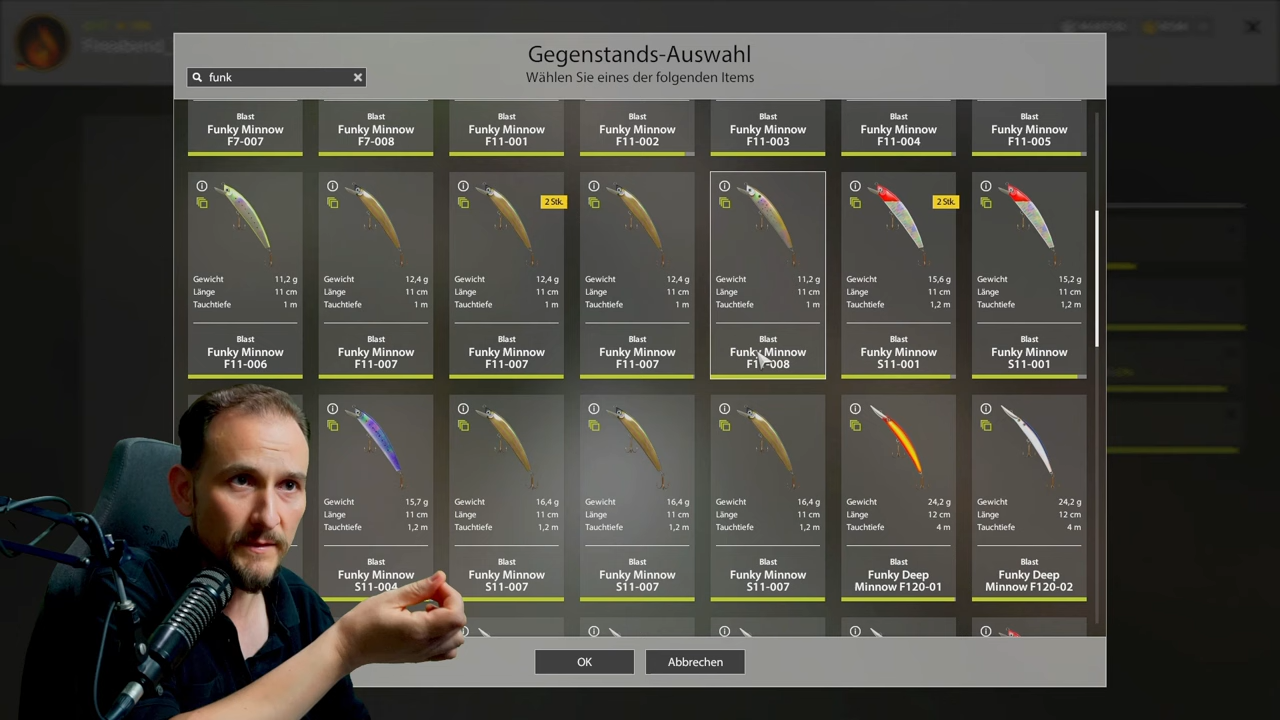 Gegenstands-Auswahl
Wählen Sie eines der folgenden Items
funk
Blast
Funky Minnow
F7-007
Blast
Funky Minnow
F7-008
Blast
Funky Minnow
F11-001
Blast
Funky Minnow
F11-002
Blast
Funky Minnow
F11-003
Blast
Funky Minnow
F11-004
Blast
Funky Minnow
F11-005
Gewicht 11,2 g
Länge 11 cm
Tauchtiefe 1 m
Blast
Funky Minnow
F11-006
Gewicht 12,4 g
Länge 11 cm
Tauchtiefe 1 m
Blast
Funky Minnow
F11-007
2 Stk.
Gewicht 12,4 g
Länge 11 cm
Tauchtiefe 1 m
Blast
Funky Minnow
F11-007
Gewicht 12,4 g
Länge 11 cm
Tauchtiefe 1 m
Blast
Funky Minnow
F11-007
Gewicht 11,2 g
Länge 11 cm
Tauchtiefe 1 m
Blast
Funky Minnow
F11-008
2 Stk.
Gewicht 15,6 g
Länge 11 cm
Tauchtiefe 1,2 m
Blast
Funky Minnow
S11-001
Gewicht 15,2 g
Länge 11 cm
Tauchtiefe 1,2 m
Blast
Funky Minnow
S11-001
Gewicht 15,7 g
Länge 11 cm
Tauchtiefe 1,2 m
Blast
Funky Minnow
S11-004
Gewicht 16,4 g
Länge 11 cm
Tauchtiefe 1,2 m
Blast
Funky Minnow
S11-007
Gewicht 16,4 g
Länge 11 cm
Tauchtiefe 1,2 m
Blast
Funky Minnow
S11-007
Gewicht 16,4 g
Länge 11 cm
Tauchtiefe 1,2 m
Blast
Funky Minnow
S11-007
Gewicht 24,2 g
Länge 12 cm
Tauchtiefe 4 m
Blast
Funky Deep
Minnow F120-01
Gewicht 24,2 g
Länge 12 cm
Tauchtiefe 4 m
Blast
Funky Deep
Minnow F120-02
OK
Abbrechen